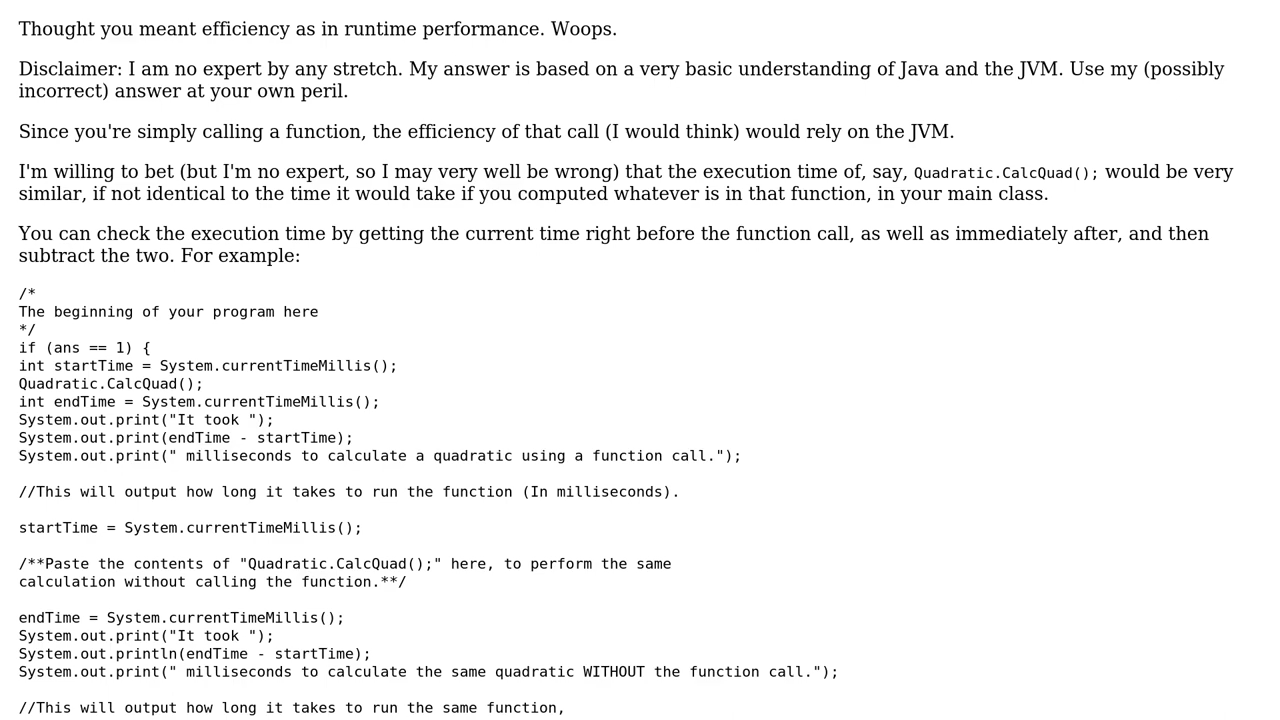 Thought you meant efficiency as in runtime performance. Woops.
Disclaimer: I am no expert by any stretch. My answer is based on a very basic understanding of Java and the JVM. Use my (possibly
incorrect) answer at your own peril.
Since you're simply calling a function, the efficiency of that call (I would think) would rely on the JVM.
I'm willing to bet (but I'm no expert, so I may very well be wrong) that the execution time of, say, Quadratic.CalcQuad(); would be very
similar, if not identical to the time it would take if you computed whatever is in that function, in your main class.
You can check the execution time by getting the current time right before the function call, as well as immediately after, and then
subtract the two. For example:
/*
The beginning of your program here
*/
if (ans == 1) {
int startTime = System.currentTimeMillis();
Quadratic.CalcQuad();
int endTime = System.currentTimeMillis();
System.out.print("It took ");
System.out.print(endTime - startTime);
System.out.print(" milliseconds to calculate a quadratic using a function call.");
//This will output how long it takes to run the function (In milliseconds).
startTime = System.currentTimeMillis();
/**Paste the contents of "Quadratic.CalcQuad();" here, to perform the same
calculation without calling the function.**/
endTime = System.currentTimeMillis();
System.out.print("It took ");
System.out.println(endTime - startTime);
System.out.print(" milliseconds to calculate the same quadratic WITHOUT the function call.");
//This will output how long it takes to run the same function,